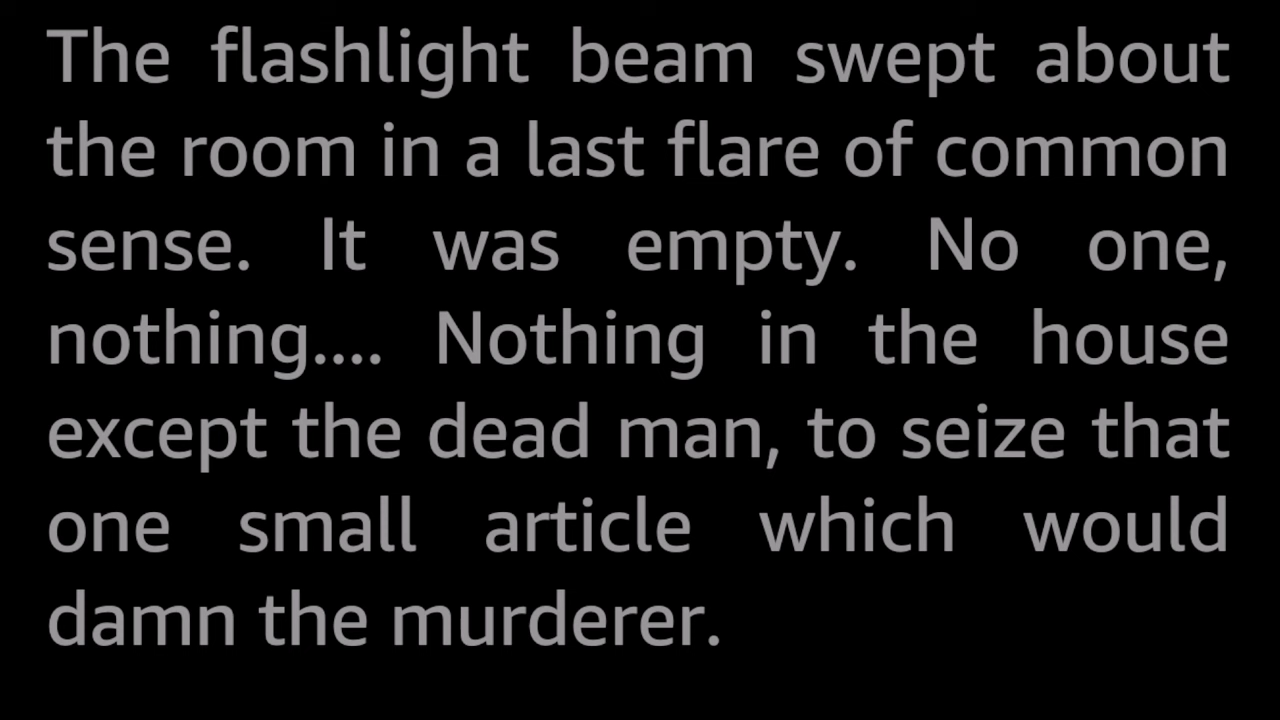 The flashlight beam swept about
the room in a last flare of common
sense. It was empty. No one,
nothing.... Nothing in the house
except the dead man, to seize that
one small article which would
damn the murderer.